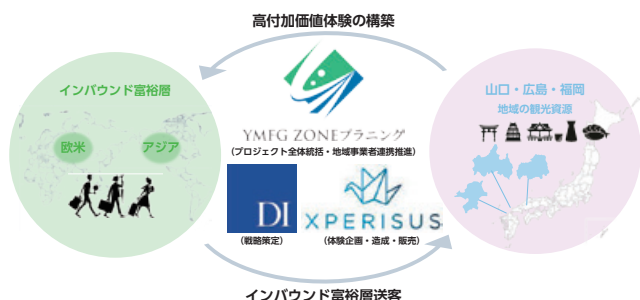 高付加価値体験の構築
インバウンド富裕層
欧米
アジア
YMFG ZONEプラニング
(プロジェクト全体統括・地域事業者連携推進)
DI
(戦略策定)
XPERISUS
(体験企画・造成・販売)
山口・広島・福岡
地域の観光資源
インバウンド富裕層送客